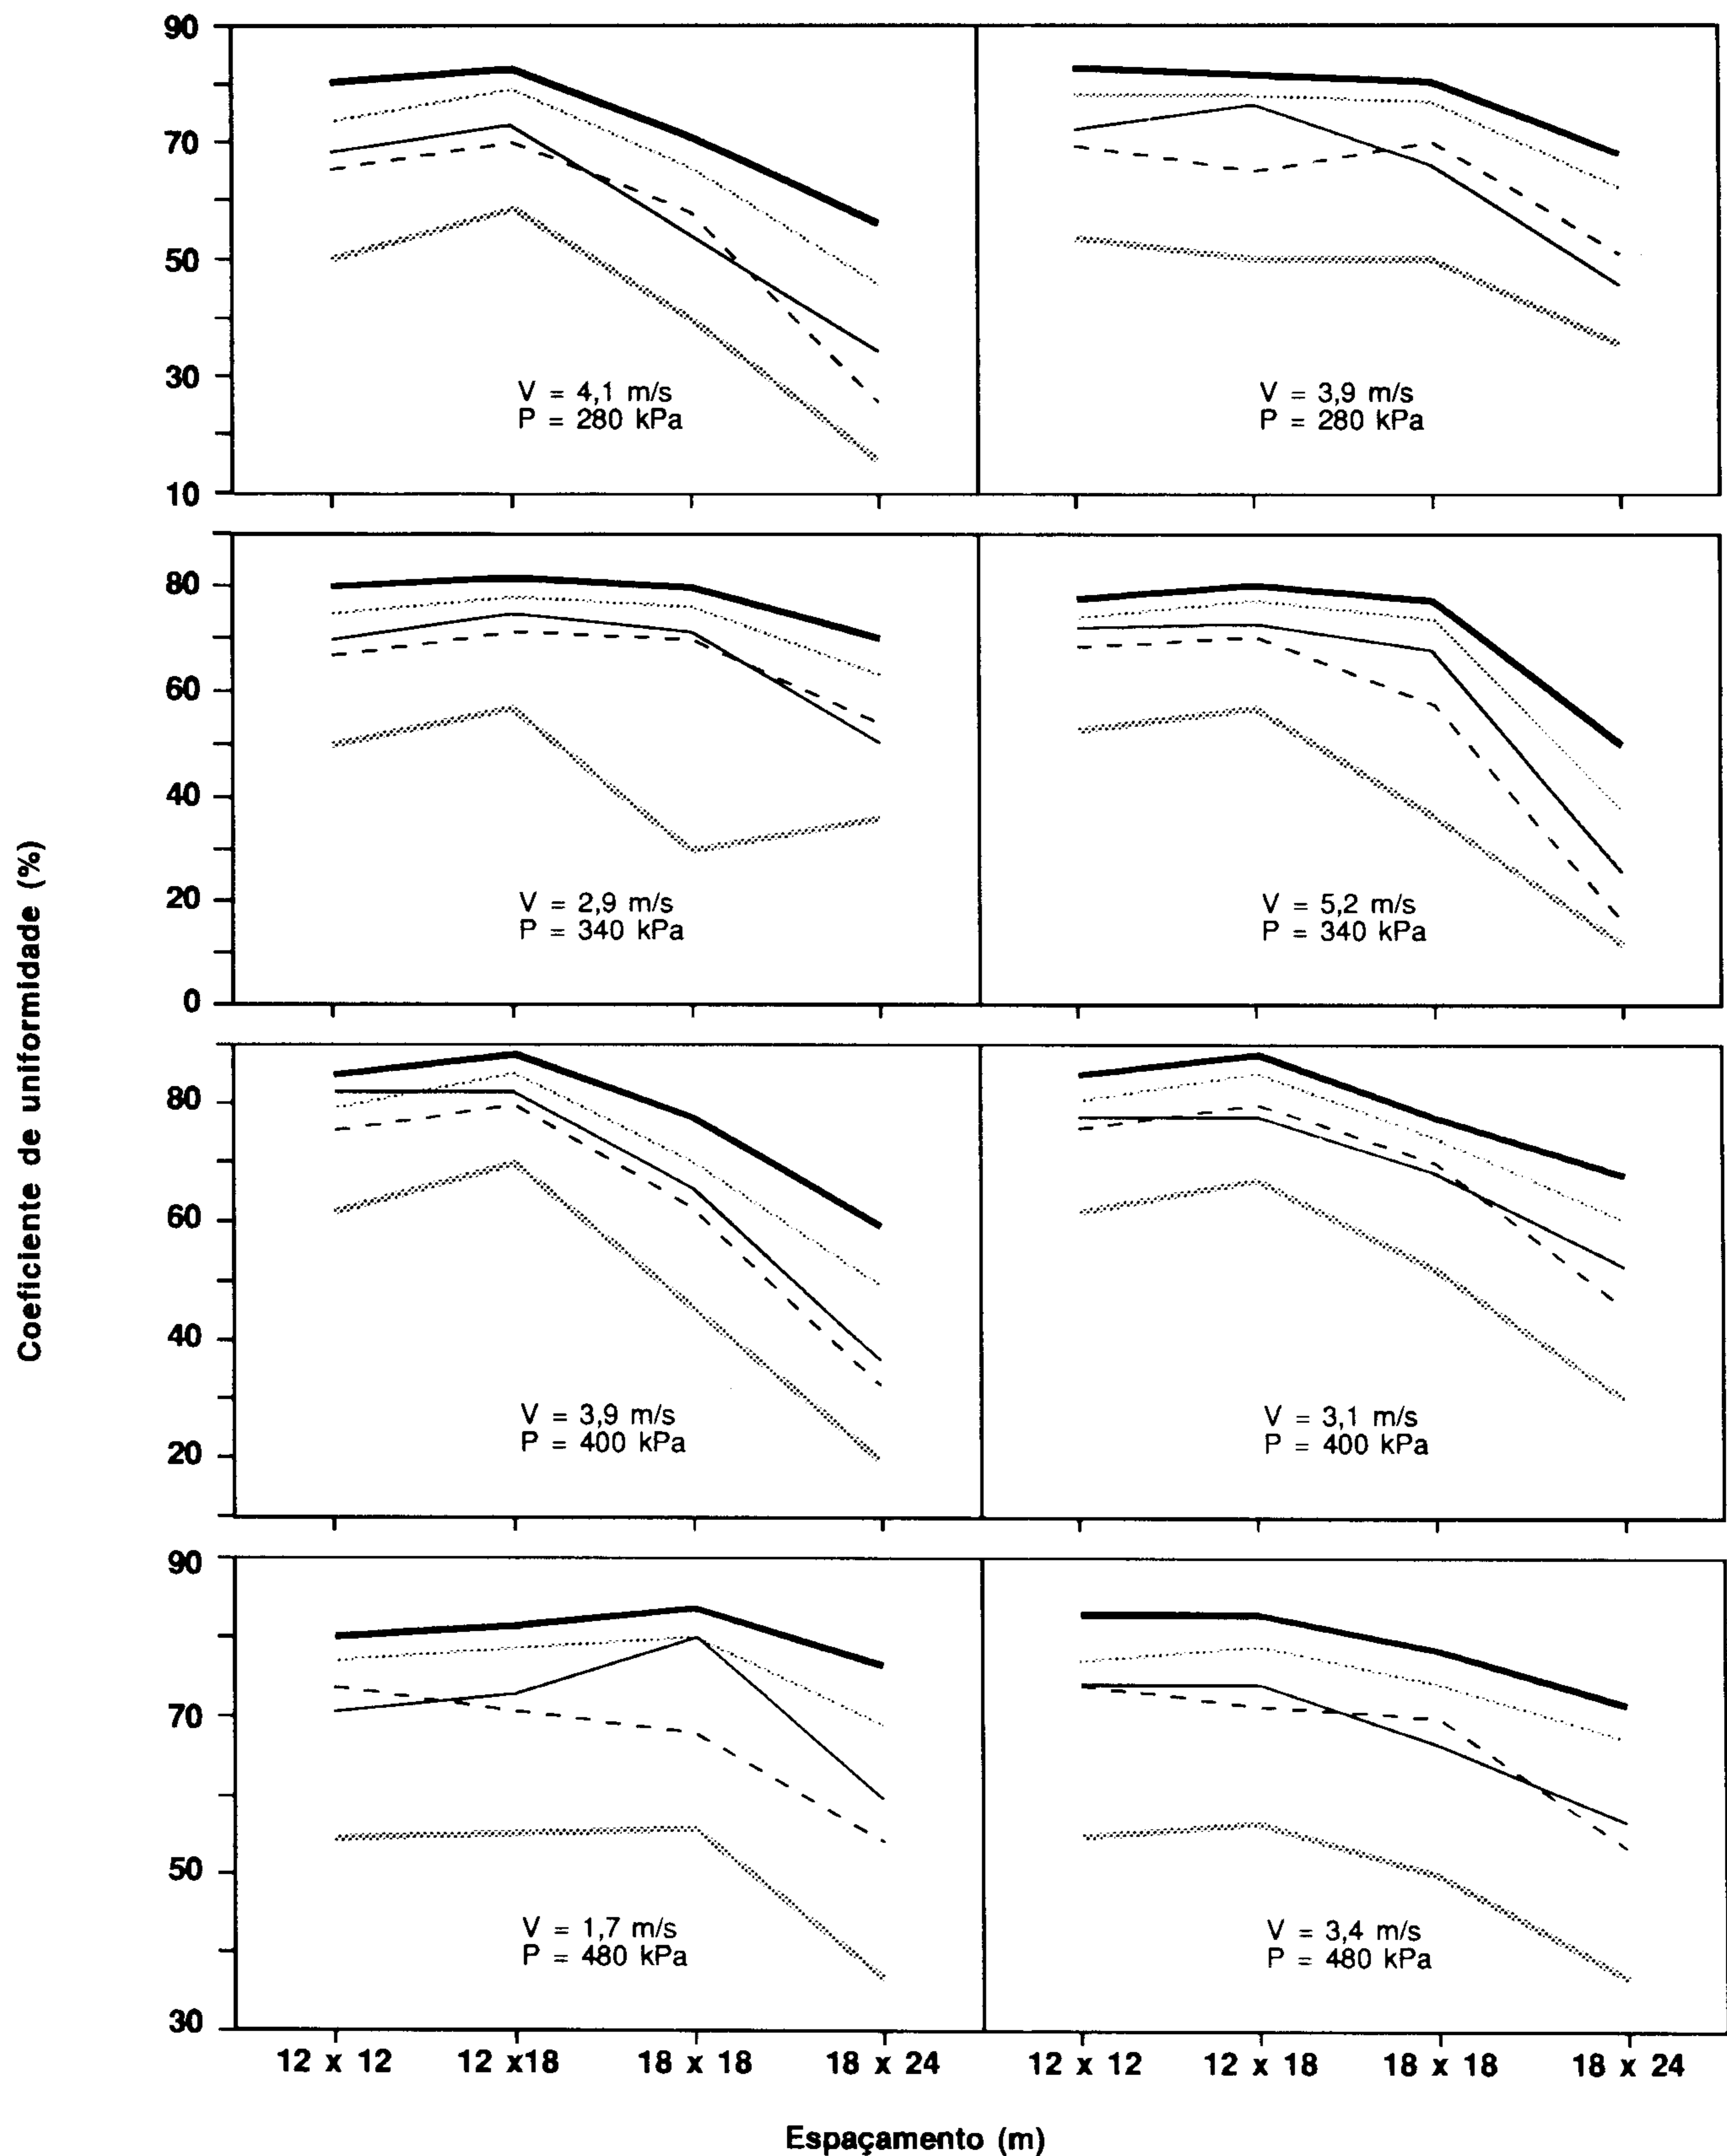 90
70
50
30
10
V = 4,1 m/s
P = 280 kPa
V = 3,9 m/s
P = 280 kPa
80
60
40
20
0
V = 2,9 m/s
P = 340 kPa
V = 5,2 m/s
P = 340 kPa
Coeficiente de uniformidade (%)
80
60
40
20
V = 3,9 m/s
P = 400 kPa
V = 3,1 m/s
P = 400 kPa
90
70
50
30
V = 1,7 m/s
P = 480 kPa
V = 3,4 m/s
P = 480 kPa
12 x 12 12 x18 18 x 18 18 x 24 12 x 12 12 x 18 18 x 18 18 x 24
Espaçamento (m)